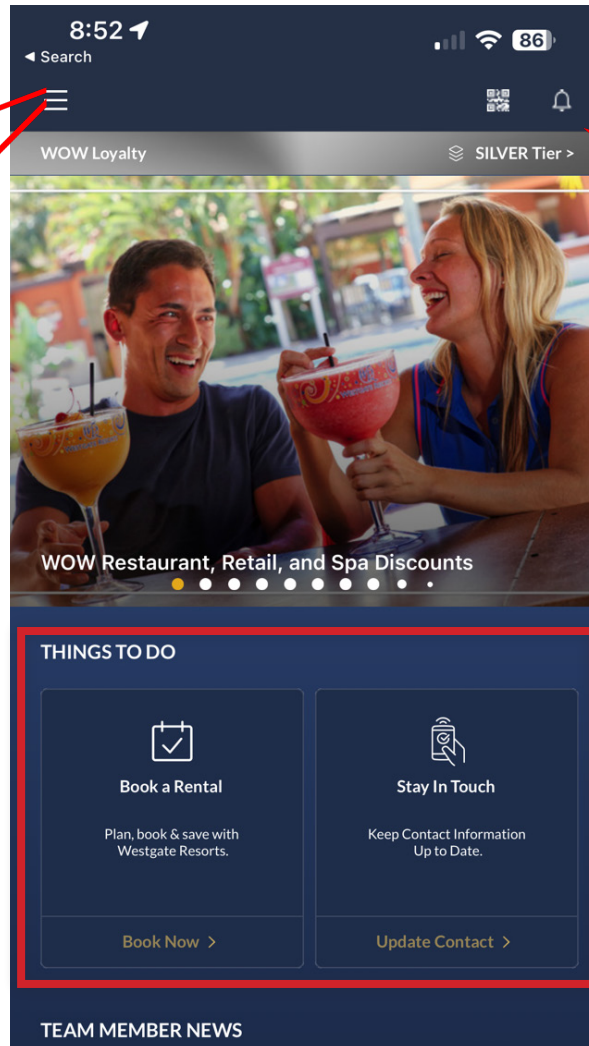 8:52
86
◀ Search
WOW Loyalty
SILVER Tier >
WOW Restaurant, Retail, and Spa Discounts
THINGS TO DO
Book a Rental
Plan, book & save with
Westgate Resorts.
Book Now >
Stay In Touch
Keep Contact Information
Up to Date.
Update Contact >
TEAM MEMBER NEWS